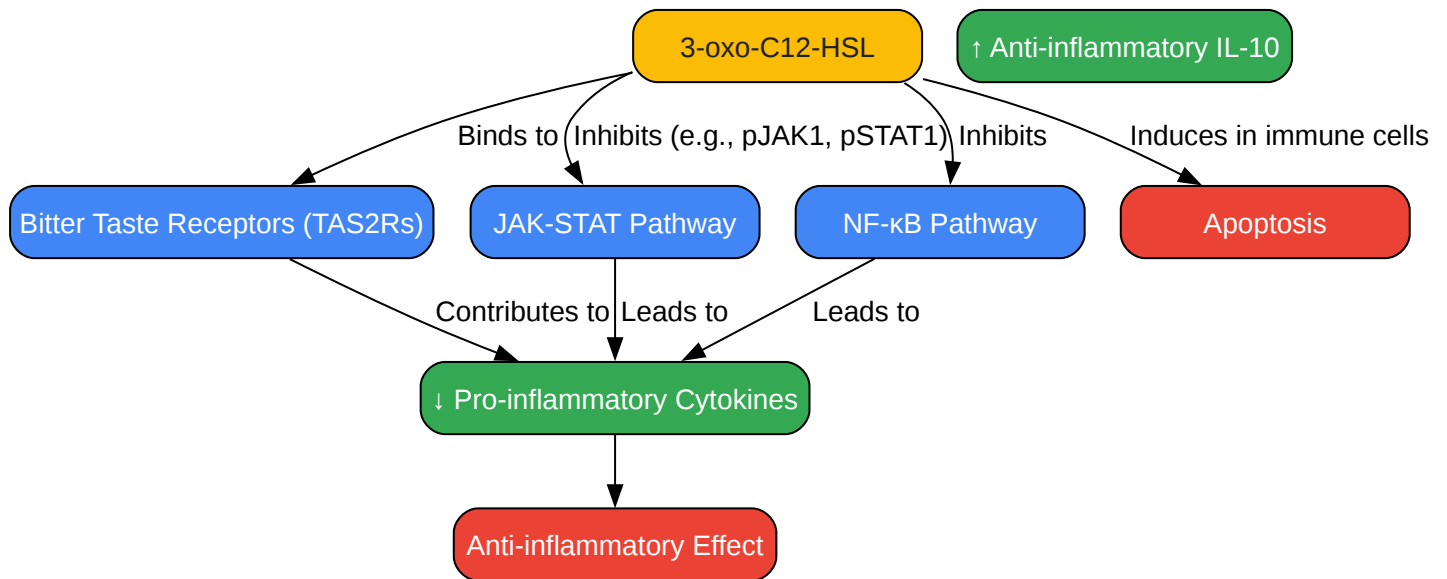 3-oxo-C12-HSL
↑ Anti-inflammatory IL-10
Binds to
Inhibits (e.g., pJAK1, pSTAT1)
Inhibits
Induces in immune cells
Bitter Taste Receptors (TAS2Rs)
JAK-STAT Pathway
NF-κB Pathway
Apoptosis
Contributes to
Leads to
Leads to
↓ Pro-inflammatory Cytokines
Anti-inflammatory Effect